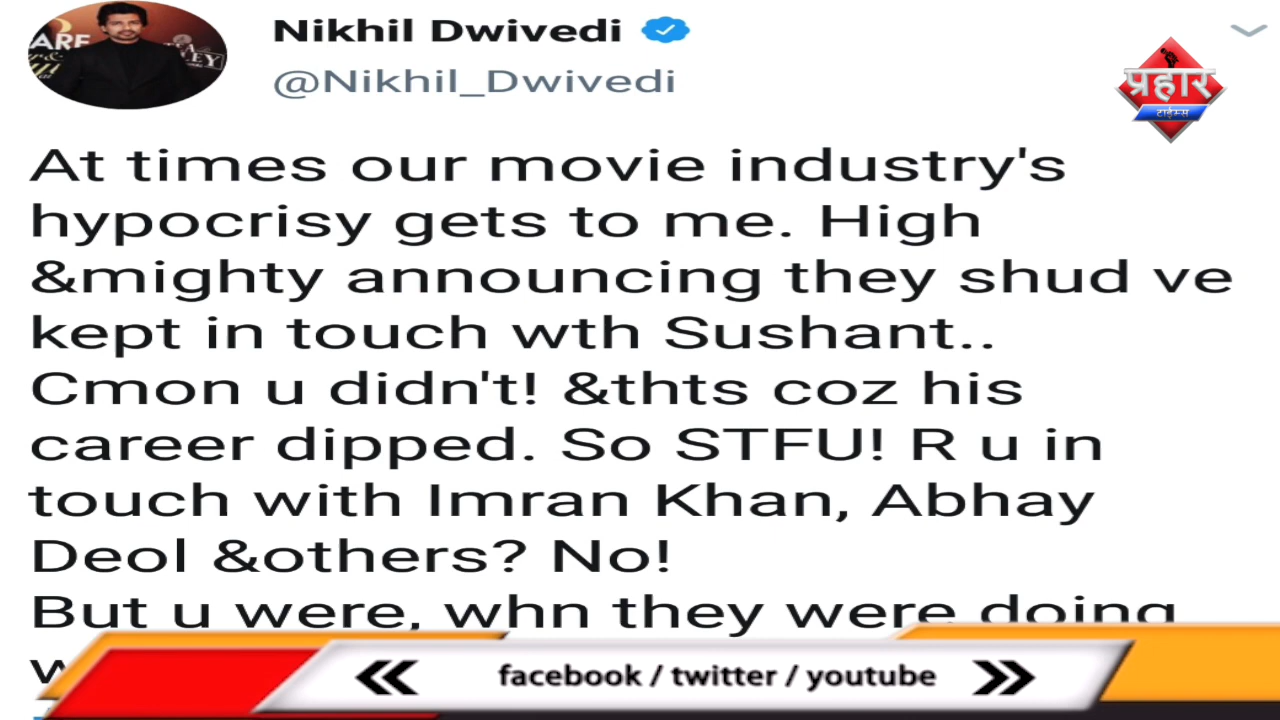 Nikhil Dwivedi
@Nikhil_Dwivedi
प्रहार
टाईम्स
At times our movie industry's
hypocrisy gets to me. High
&mighty announcing they shud ve
kept in touch wth Sushant..
Cmon u didn't! &thts coz his
career dipped. So STFU! R u in
touch with Imran Khan, Abhay
Deol &others? No!
But u were, whn they were doing
facebook / twitter / youtube